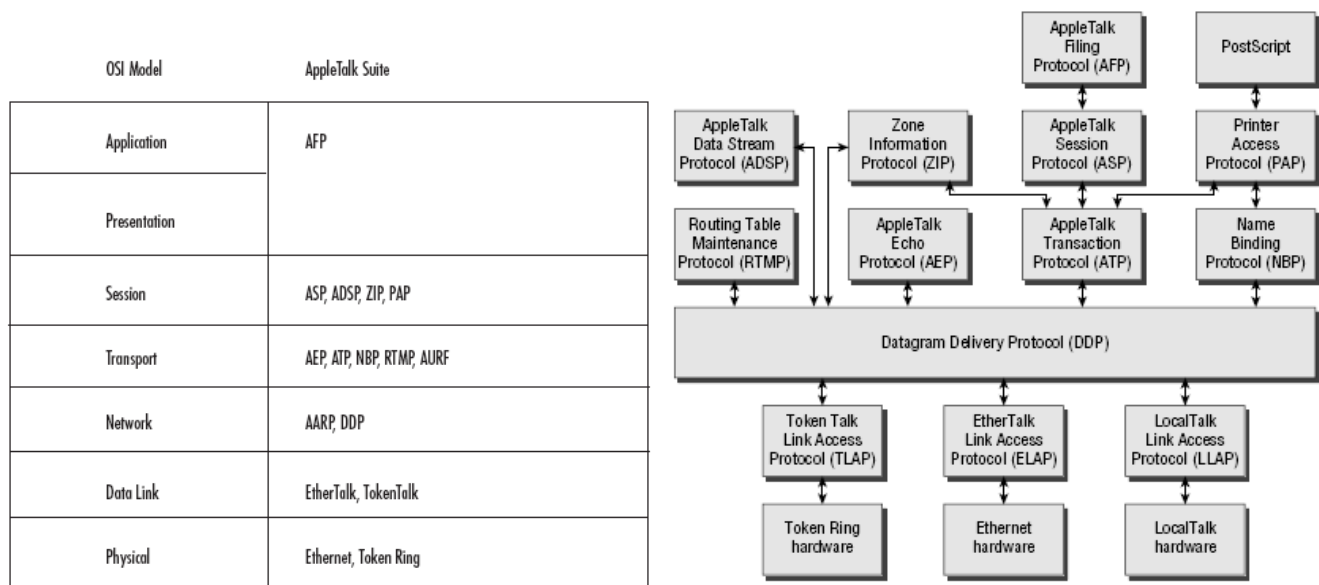 OSI Model AppleTalk Suite
Application AFP
Presentation
Session ASP, ADSP, ZIP, PAP
Transport AEP, ATP, NBP, RTMP, AURF
Network AARP, DDP
Data Link EtherTalk, TokenTalk
Physical Ethernet, Token Ring
AppleTalk
Filing
Protocol (AFP)
PostScript
AppleTalk
Data Stream
Protocol (ADSP)
Zone
Information
Protocol (ZIP)
AppleTalk
Session
Protocol (ASP)
Printer
Access
Protocol (PAP)
Routing Table
Maintenance
Protocol (RTMP)
AppleTalk
Echo
Protocol (AEP)
AppleTalk
Transaction
Protocol (ATP)
Name
Binding
Protocol (NBP)
Datagram Delivery Protocol (DDP)
Token Talk
Link Access
Protocol (TLAP)
EtherTalk
Link Access
Protocol (ELAP)
LocalTalk
Link Access
Protocol (LLAP)
Token Ring
hardware
Ethernet
hardware
LocalTalk
hardware